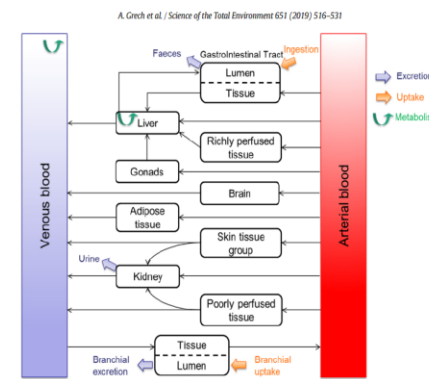 A. Grech et al. / Science of the Total Environment 651 (2019) 516–531
Faeces
GastroIntestinal Tract
Ingestion
Lumen
Tissue
Excretion
Uptake
Metabolis
Liver
Richly perfused
tissue
Gonads
Brain
Adipose
tissue
Skin tissue
group
Urine
Kidney
Poorly perfused
tissue
Venous blood
Arterial blood
Tissue
Lumen
Branchial
excretion
Branchial
uptake